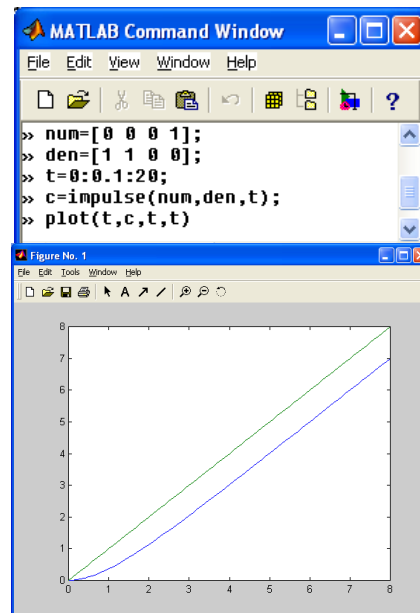 MATLAB Command Window
File Edit View Window Help
?
» num=[0 0 0 1];
» den=[1 1 0 0];
» t=0:0.1:20;
» c=impulse(num,den,t);
» plot(t,c,t,t)
Figure No. 1
File Edit Tools Window Help
A
8
7
6
5
4
3
2
1
0
0 1 2 3 4 5 6 7 8